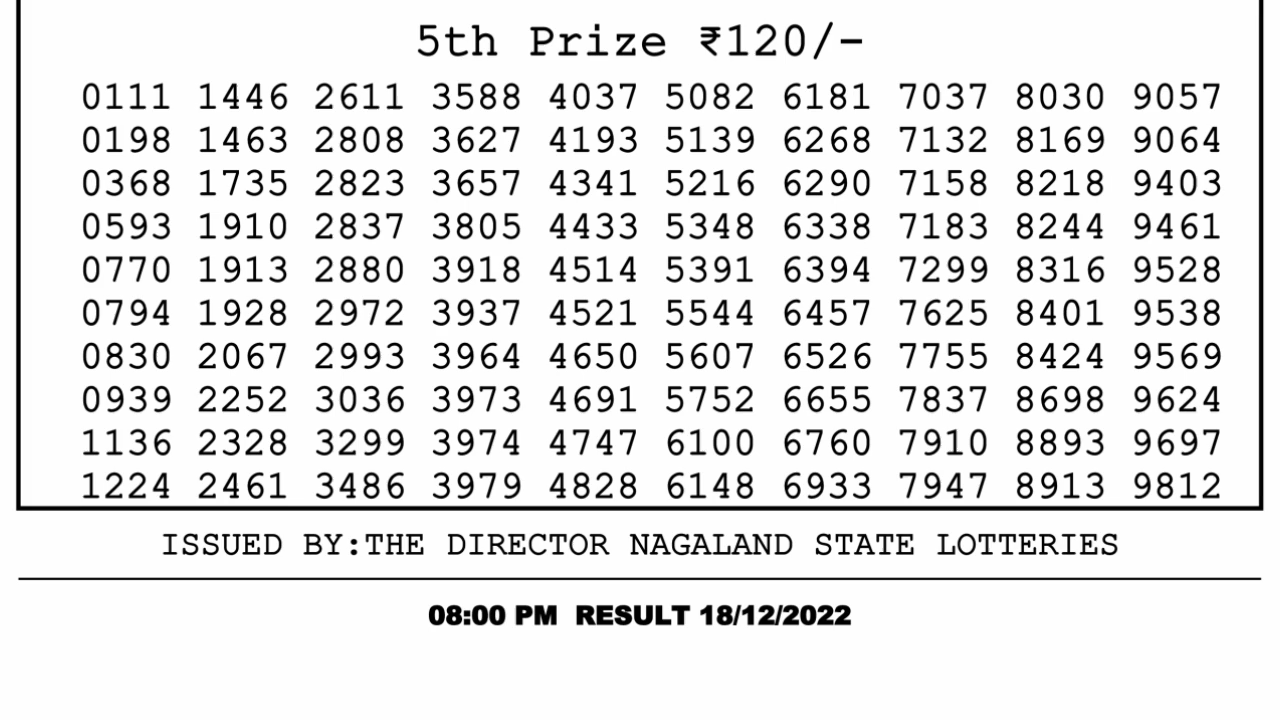 5th Prize ₹120/-
0111 1446 2611 3588 4037 5082 6181 7037 8030 9057
0198 1463 2808 3627 4193 5139 6268 7132 8169 9064
0368 1735 2823 3657 4341 5216 6290 7158 8218 9403
0593 1910 2837 3805 4433 5348 6338 7183 8244 9461
0770 1913 2880 3918 4514 5391 6394 7299 8316 9528
0794 1928 2972 3937 4521 5544 6457 7625 8401 9538
0830 2067 2993 3964 4650 5607 6526 7755 8424 9569
0939 2252 3036 3973 4691 5752 6655 7837 8698 9624
1136 2328 3299 3974 4747 6100 6760 7910 8893 9697
1224 2461 3486 3979 4828 6148 6933 7947 8913 9812
ISSUED BY:THE DIRECTOR NAGALAND STATE LOTTERIES
08:00 PM RESULT 18/12/2022